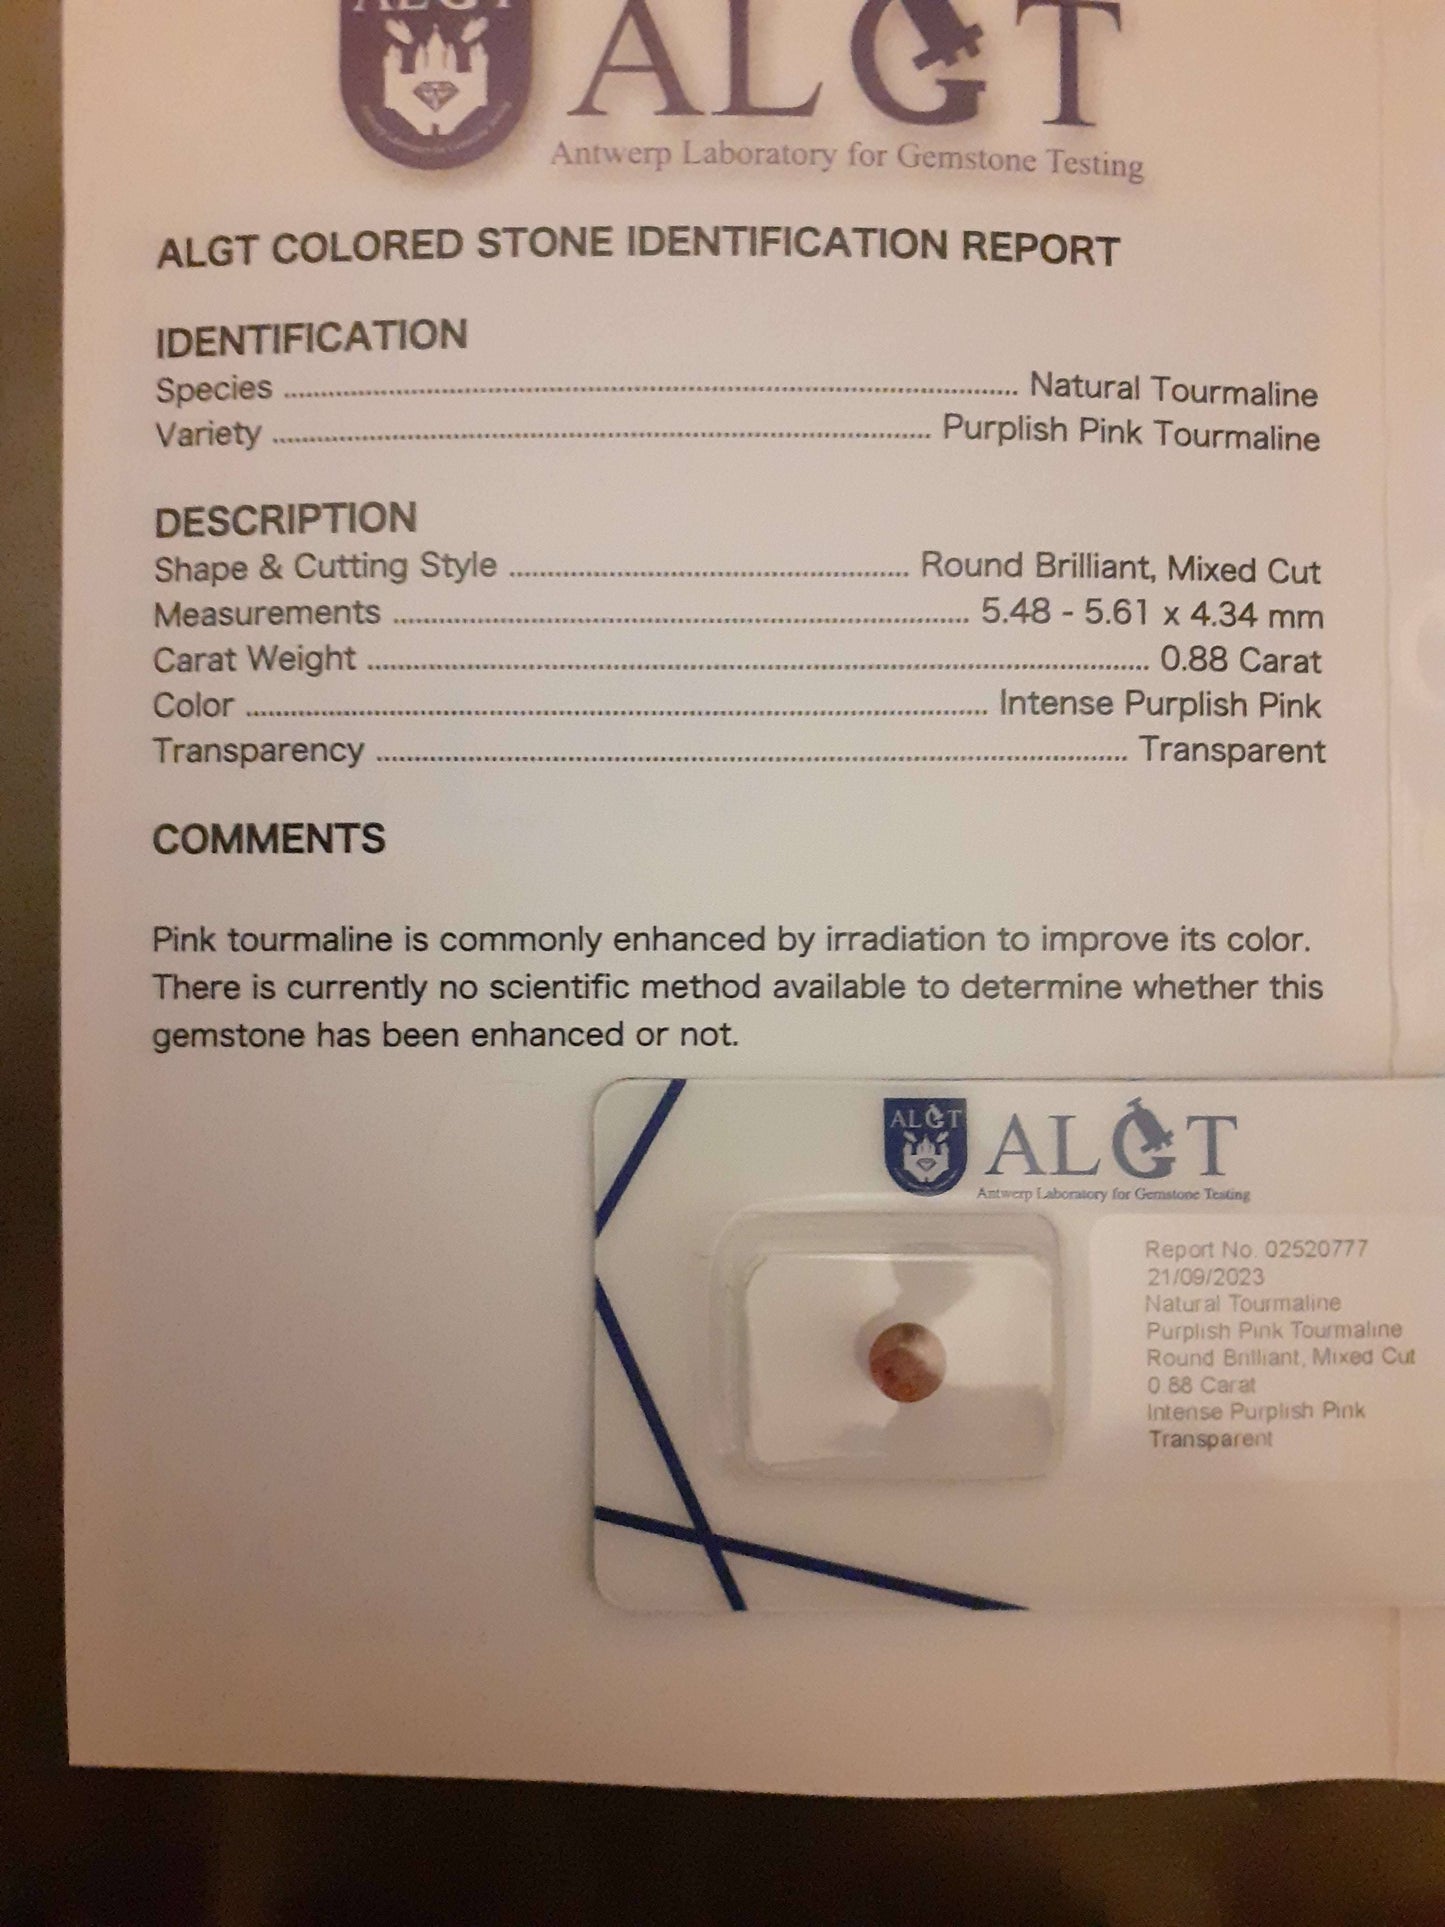 ALGT
ALGT
Antwerp Laboratory for Gemstone Testing
ALGT COLORED STONE IDENTIFICATION REPORT
IDENTIFICATION
Species ........ Natural Tourmaline
Variety ........ Purplish Pink Tourmaline
DESCRIPTION
Shape & Cutting Style ........ Round Brilliant, Mixed Cut
Measurements ........ 5.48 - 5.61 x 4.34 mm
Carat Weight ........ 0.88 Carat
Color ........ Intense Purplish Pink
Transparency ........ Transparent
COMMENTS
Pink tourmaline is commonly enhanced by irradiation to improve its color.
There is currently no scientific method available to determine whether this
gemstone has been enhanced or not.
ALGT
ALGT
Antwerp Laboratory for Gemstone Testing
Report No. 02520777
21/09/2023
Natural Tourmaline
Purplish Pink Tourmaline
Round Brilliant, Mixed Cut
0.88 Carat
Intense Purplish Pink
Transparent